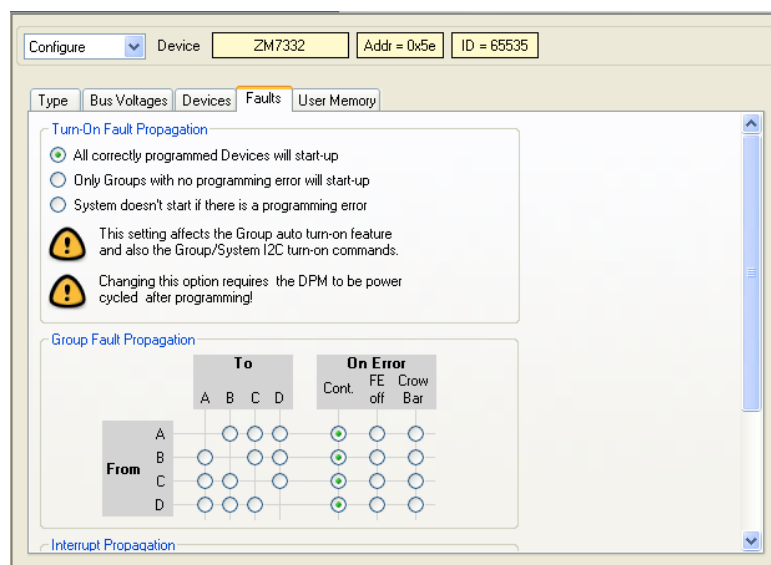 Configure Device ZM7332 Addr = 0x5e ID = 65535
Type Bus Voltages Devices Faults User Memory
Turn-On Fault Propagation
All correctly programmed Devices will start-up
Only Groups with no programming error will start-up
System doesn't start if there is a programming error
This setting affects the Group auto turn-on feature
and also the Group/System I2C turn-on commands.
Changing this option requires the DPM to be power
cycled after programming!
Group Fault Propagation
To On Error
A B C D Cont. FE off Crow Bar
From
A
B
C
D
Interrupt Propagation